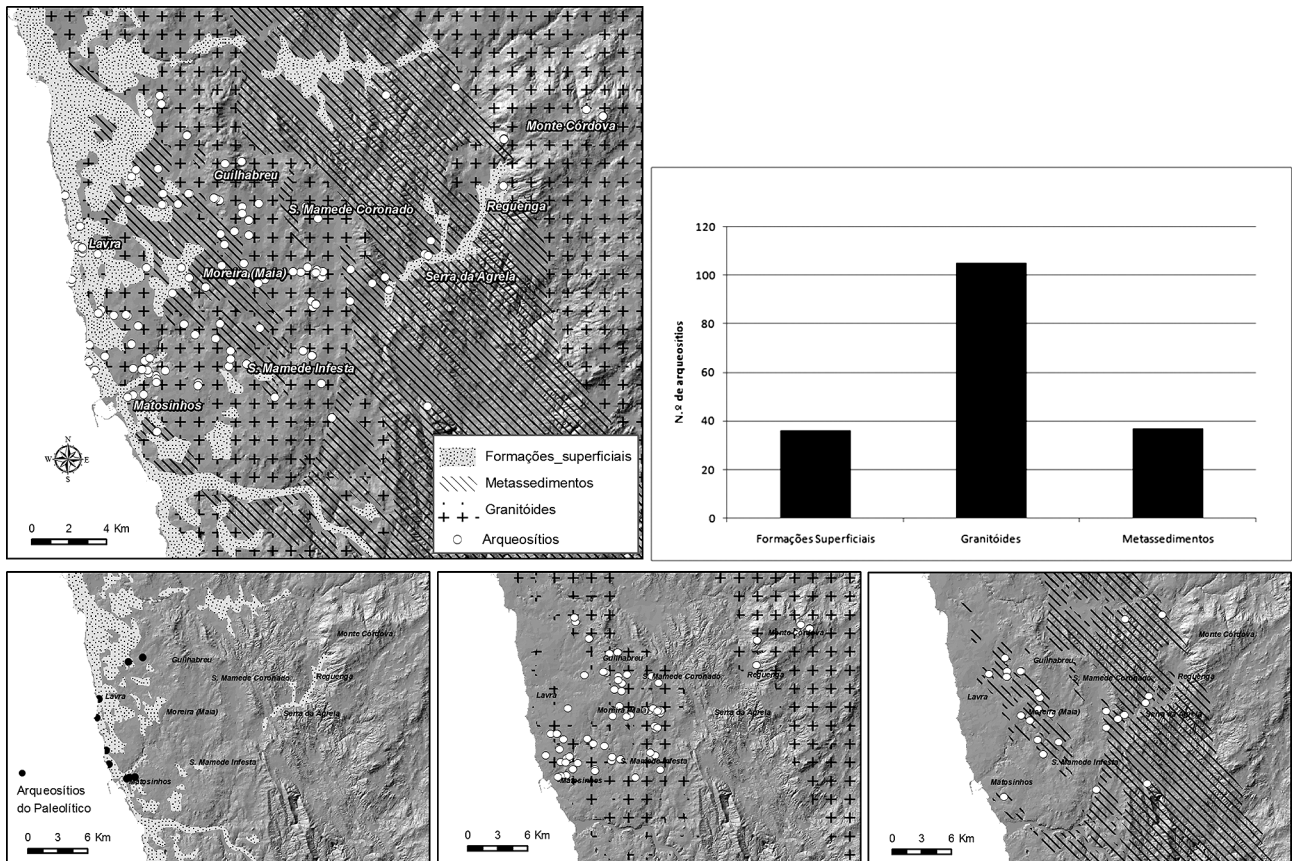 Monte Córdova
Guilhabreu
S. Mamede Coronado
Reguenga
Lavra
Moreira (Maia)
Serra da Agrela
S. Mamede Infesta
Matosinhos
N
W E
S
0 2 4 Km
Formações_superficiais
Metassedimentos
Granitóides
Arqueosítios
N.º de arqueosítios
120
100
80
60
40
20
0
Formações Superficiais
Granitóides
Metassedimentos
Monte Córdova
Guilhabreu
S. Mamede Coronado
Reguenga
Lavra
Moreira (Maia)
Serra da Agrela
S. Mamede Infesta
Matosinhos
Arqueosítios
do Paleolítico
0 3 6 Km
Monte Córdova
Guilhabreu
S. Mamede Coronado
Reguenga
Lavra
Moreira (Maia)
Serra da Agrela
S. Mamede Infesta
Matosinhos
0 3 6 Km
Monte Córdova
Guilhabreu
S. Mamede Coronado
Reguenga
Lavra
Moreira (Maia)
Serra da Agrela
S. Mamede Infesta
Matosinhos
0 3 6 Km